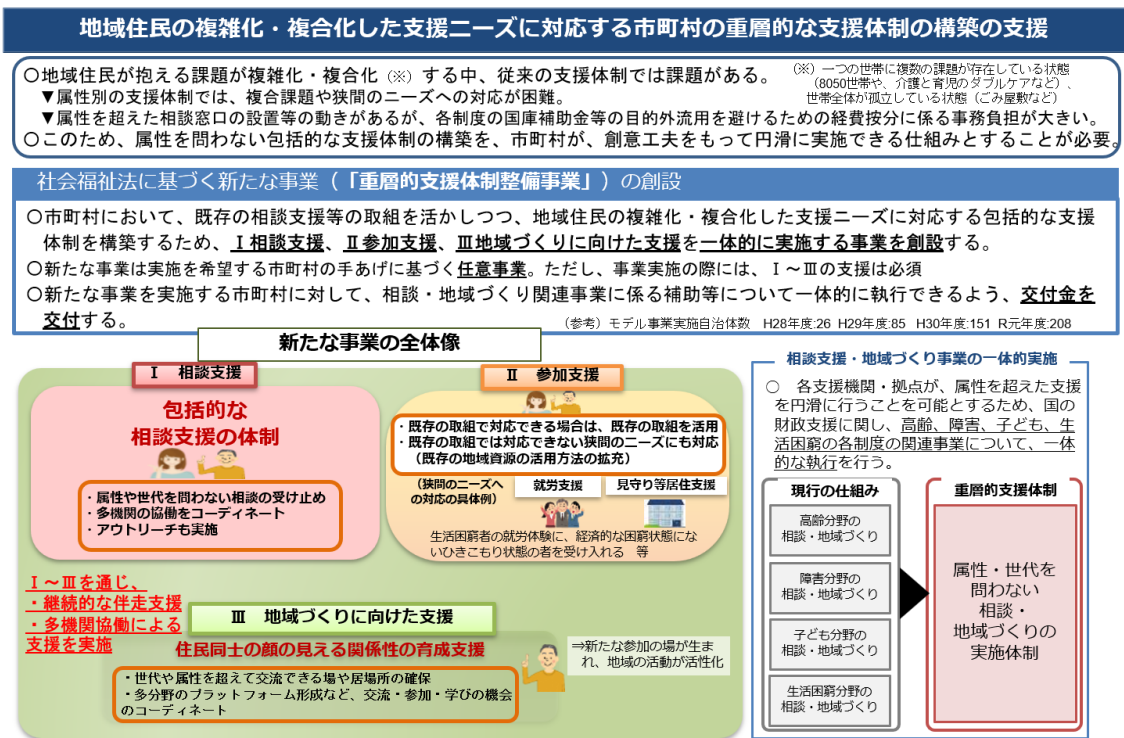 地域住民の複雑化・複合化した支援ニーズに対応する市町村の重層的な支援体制の構築の支援
○地域住民が抱える課題が複雑化・複合化（※）する中、従来の支援体制では課題がある。
▼属性別の支援体制では、複合課題や狭間のニーズへの対応が困難。
▼属性を超えた相談窓口の設置等の動きがあるが、各制度の国庫補助金等の目的外流用を避けるための経費按分に係る事務負担が大きい。
○このため、属性を問わない包括的な支援体制の構築を、市町村が、創意工夫をもって円滑に実施できる仕組みとすることが必要。
（※）一つの世帯に複数の課題が存在している状態
（8050世帯や、介護と育児のダブルケアなど）、
世帯全体が孤立している状態（ごみ屋敷など）
社会福祉法に基づく新たな事業（「重層的支援体制整備事業」）の創設
○市町村において、既存の相談支援等の取組を活かしつつ、地域住民の複雑化・複合化した支援ニーズに対応する包括的な支援
体制を構築するため、Ⅰ相談支援、Ⅱ参加支援、Ⅲ地域づくりに向けた支援を一体的に実施する事業を創設する。
○新たな事業は実施を希望する市町村の手あげに基づく任意事業。ただし、事業実施の際には、Ⅰ～Ⅲの支援は必須
○新たな事業を実施する市町村に対して、相談・地域づくり関連事業に係る補助等について一体的に執行できるよう、交付金を
交付する。
（参考）モデル事業実施自治体数　H28年度:26 H29年度:85　H30年度:151 R元年度:208
新たな事業の全体像
Ⅰ　相談支援
包括的な
相談支援の体制
・属性や世代を問わない相談の受け止め
・多機関の協働をコーディネート
・アウトリーチも実施
Ⅱ　参加支援
・既存の取組で対応できる場合は、既存の取組を活用
・既存の取組では対応できない狭間のニーズにも対応
（既存の地域資源の活用方法の拡充）
（狭間のニーズへ
の対応の具体例）
就労支援
見守り等居住支援
生活困窮者の就労体験に、経済的な困窮状態にな
いひきこもり状態の者を受け入れる　等
Ⅰ～Ⅲを通じ、
・継続的な伴走支援
・多機関協働による
支援を実施
Ⅲ　地域づくりに向けた支援
住民同士の顔の見える関係性の育成支援
・世代や属性を超えて交流できる場や居場所の確保
・多分野のプラットフォーム形成など、交流・参加・学びの機会
のコーディネート
⇒新たな参加の場が生ま
れ、地域の活動が活性化
相談支援・地域づくり事業の一体的実施
○　各支援機関・拠点が、属性を超えた支援
を円滑に行うことを可能とするため、国の
財政支援に関し、高齢、障害、子ども、生
活困窮の各制度の関連事業について、一体
的な執行を行う。
現行の仕組み
高齢分野の
相談・地域づくり
障害分野の
相談・地域づくり
子ども分野の
相談・地域づくり
生活困窮分野の
相談・地域づくり
重層的支援体制
属性・世代を
問わない
相談・
地域づくりの
実施体制